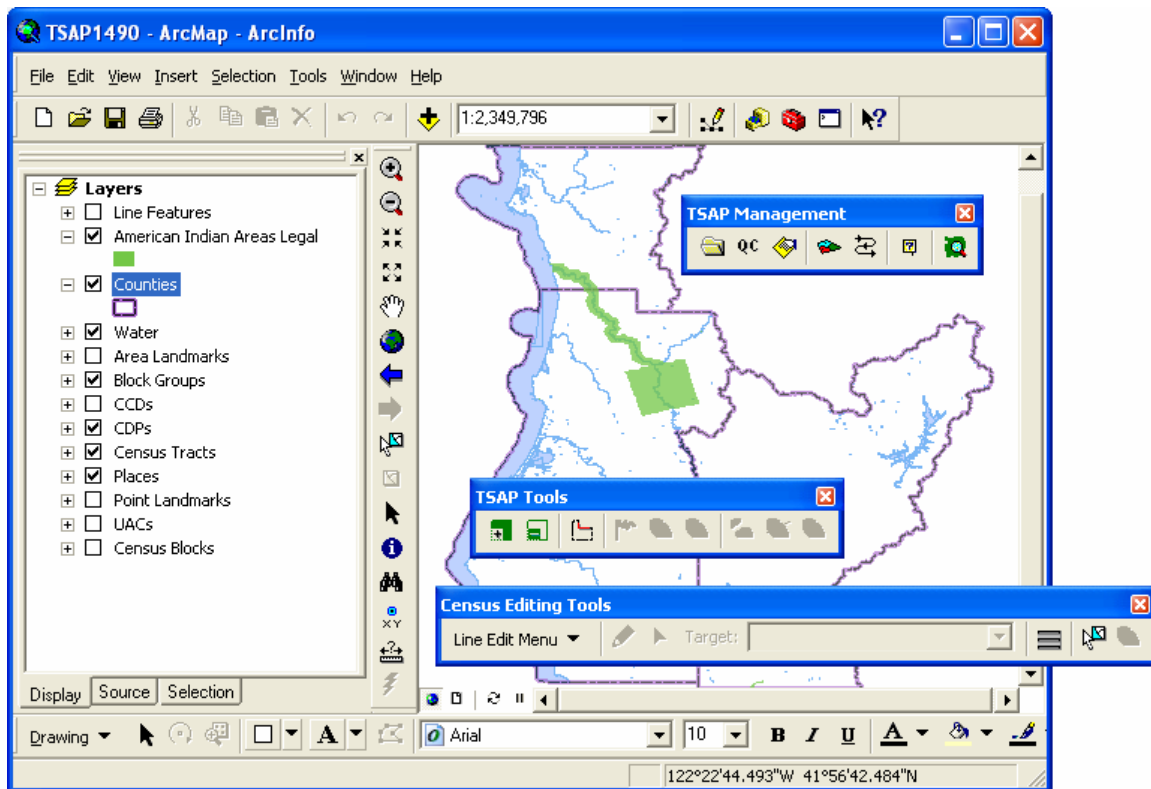 TSAP1490 - ArcMap - ArcInfo
File Edit View Insert Selection Tools Window Help
1:2,349,796
Layers
Line Features
American Indian Areas Legal
Counties
Water
Area Landmarks
Block Groups
CCDs
CDPs
Census Tracts
Places
Point Landmarks
UACs
Census Blocks
Display Source Selection
XY
TSAP Management
QC
TSAP Tools
Census Editing Tools
Line Edit Menu Target:
Drawing A Arial 10 B I U A
122°22'44.493"W 41°56'42.484"N